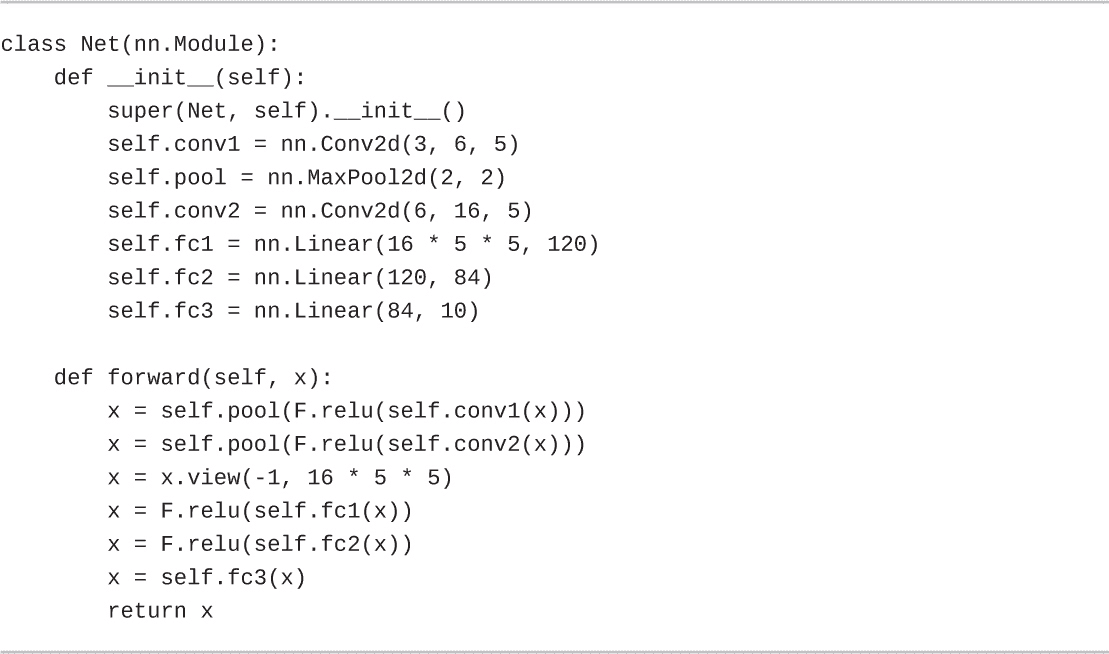 class Net(nn.Module):
    def __init__(self):
        super(Net, self).__init__()
        self.conv1 = nn.Conv2d(3, 6, 5)
        self.pool = nn.MaxPool2d(2, 2)
        self.conv2 = nn.Conv2d(6, 16, 5)
        self.fc1 = nn.Linear(16 * 5 * 5, 120)
        self.fc2 = nn.Linear(120, 84)
        self.fc3 = nn.Linear(84, 10)

    def forward(self, x):
        x = self.pool(F.relu(self.conv1(x)))
        x = self.pool(F.relu(self.conv2(x)))
        x = x.view(-1, 16 * 5 * 5)
        x = F.relu(self.fc1(x))
        x = F.relu(self.fc2(x))
        x = self.fc3(x)
        return x